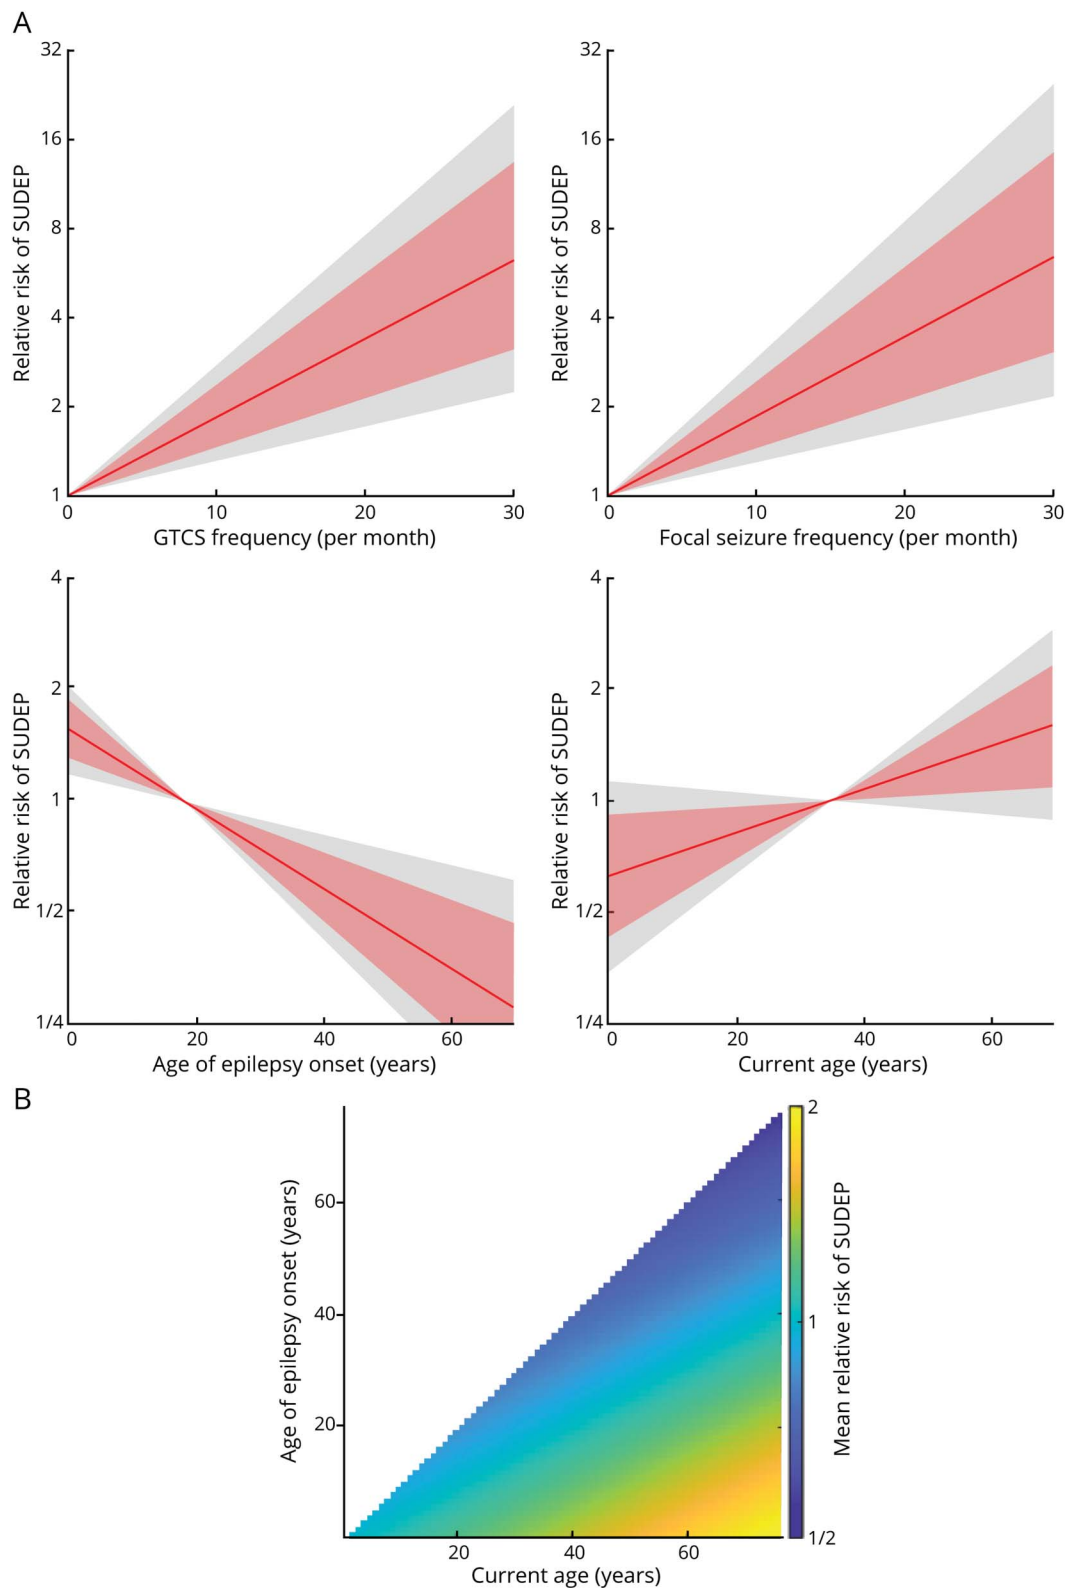 A
32
16
8
4
2
1
Relative risk of SUDEP
0 10 20 30
GTCS frequency (per month)
32
16
8
4
2
1
Relative risk of SUDEP
0 10 20 30
Focal seizure frequency (per month)
4
2
1
1/2
1/4
Relative risk of SUDEP
0 20 40 60
Age of epilepsy onset (years)
4
2
1
1/2
1/4
Relative risk of SUDEP
0 20 40 60
Current age (years)
B
60
40
20
Age of epilepsy onset (years)
20 40 60
Current age (years)
2
1
1/2
Mean relative risk of SUDEP